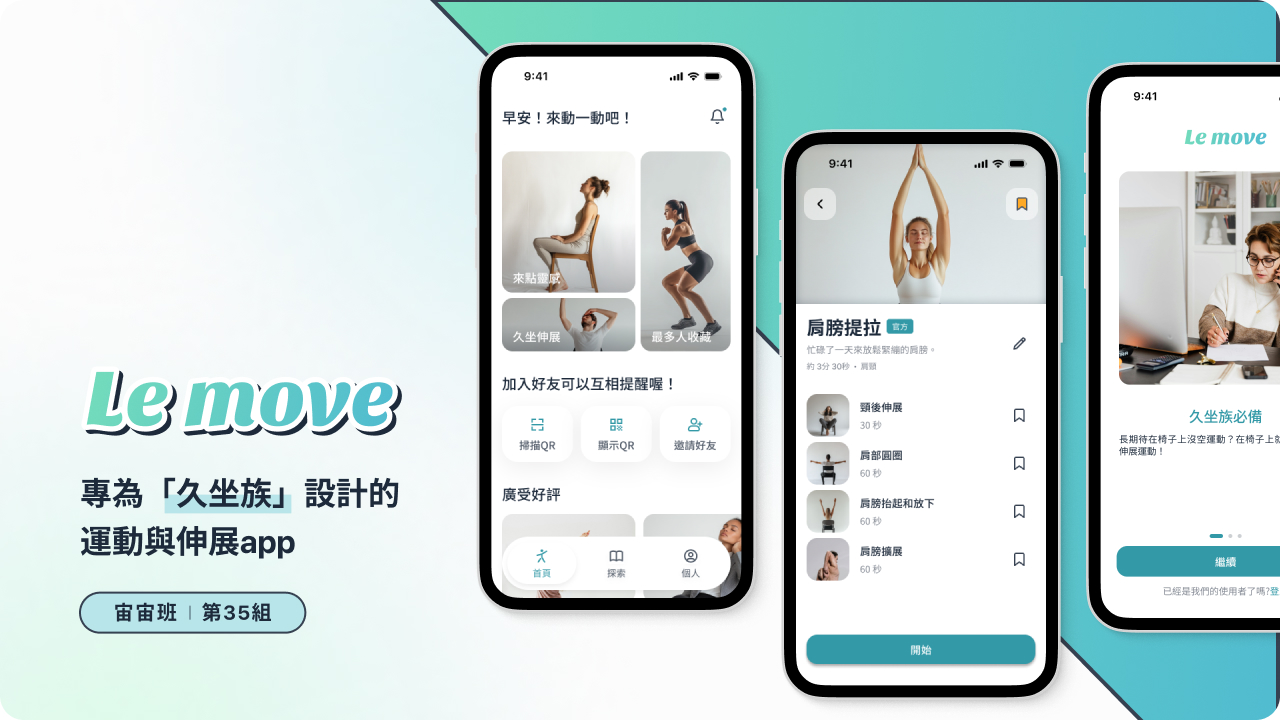 Le move
專為「久坐族」設計的
運動與伸展app
宙宙班 | 第35組
9:41
早安！來動一動吧！
來點靈感
久坐伸展
最多人收藏
加入好友可以互相提醒喔！
掃描QR
顯示QR
邀請好友
廣受好評
首頁
探索
個人
9:41
肩膀提拉
官方
忙碌了一天來放鬆緊繃的肩膀。
約 3分 30秒 • 肩頸
頸後伸展
30 秒
肩部圓圈
60 秒
肩膀抬起和放下
60 秒
肩膀擴展
60 秒
開始
9:41
Le move
久坐族必備
長期待在椅子上沒空運動？在椅子上就
伸展運動！
繼續
已經是我們的使用者了嗎?登